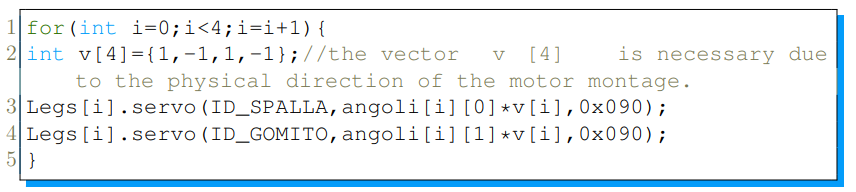 1 for(int i=0;i<4;i=i+1){
2 int v[4]={1,-1,1,-1};//the vector v [4] is necessary due
to the physical direction of the motor montage.
3 Legs[i].servo(ID_SPALLA,angoli[i][0]*v[i],0x090);
4 Legs[i].servo(ID_GOMITO,angoli[i][1]*v[i],0x090);
5 }